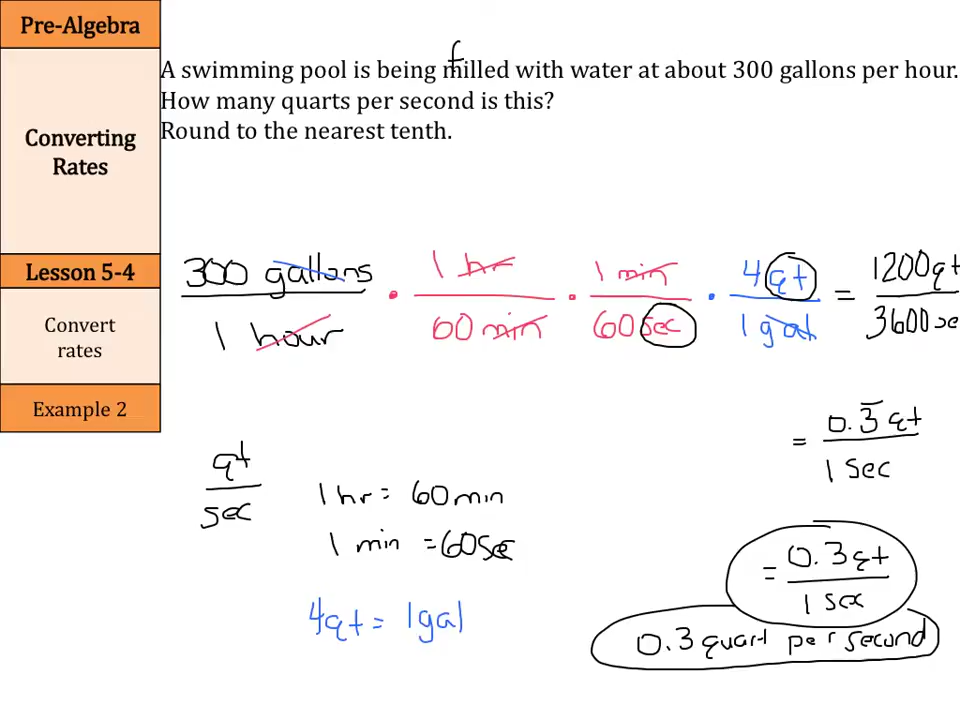 Pre-Algebra
Converting
Rates
Lesson 5-4
Convert
rates
Example 2
f
A swimming pool is being milled with water at about 300 gallons per hour.
How many quarts per second is this?
Round to the nearest tenth.
300 gallons / 1 hour · 1 hr / 60 min · 1 min / 60 sec · 4 qt / 1 gal = 1200 qt / 3600 se
= 0.3̅ qt / 1 sec
qt / sec
1 hr = 60 min
1 min = 60 sec
4 qt = 1 gal
= 0.3 qt / 1 sec
0.3 quart per second